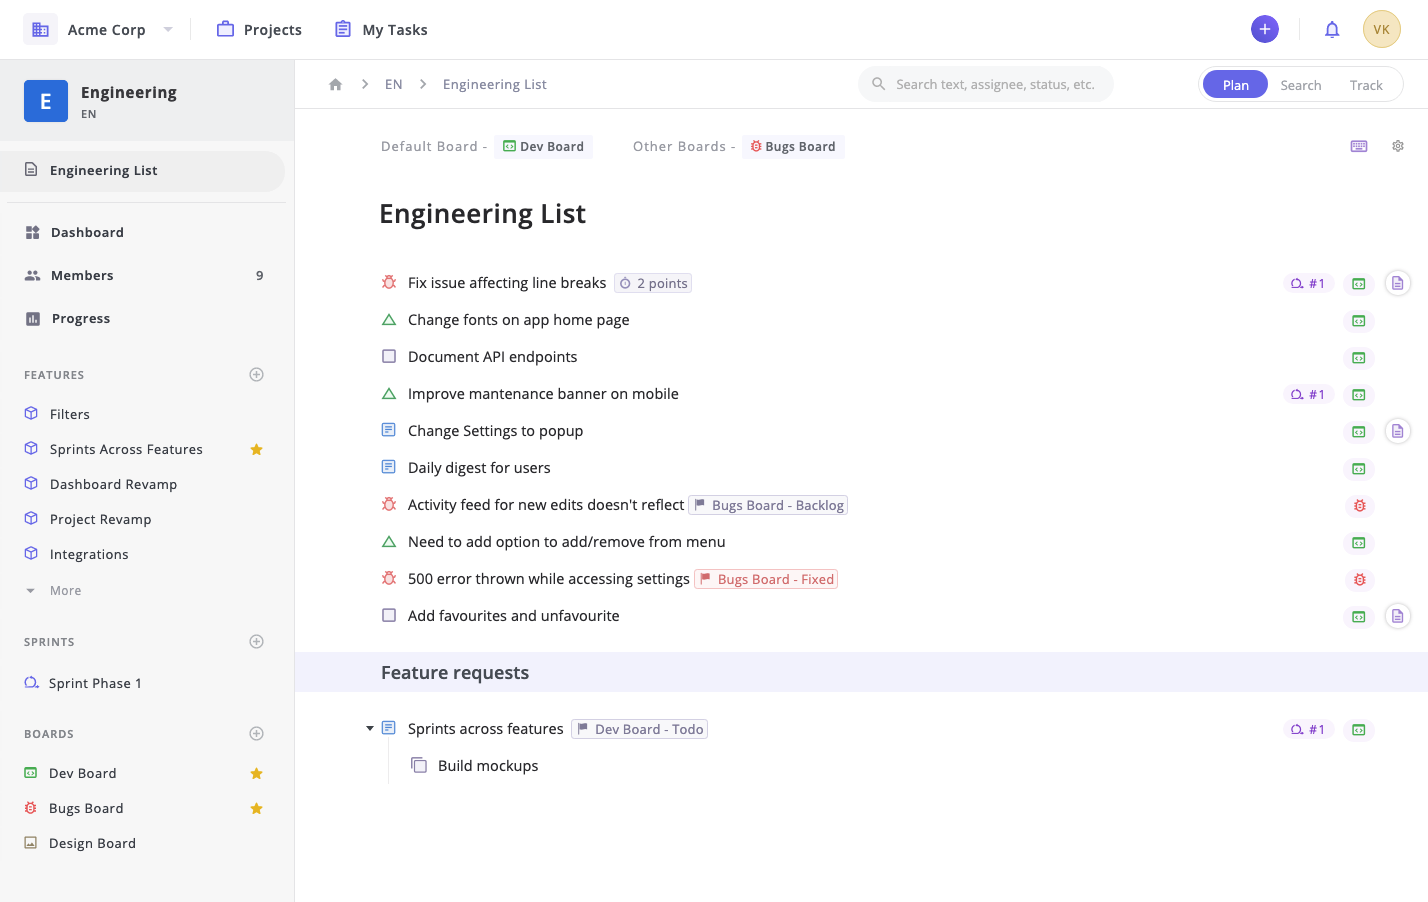 Acme Corp
Projects
My Tasks
+
VK
E
Engineering
EN
EN
Engineering List
Search text, assignee, status, etc.
Plan
Search
Track
Engineering List
Dashboard
Members 9
Progress
FEATURES
Filters
Sprints Across Features
Dashboard Revamp
Project Revamp
Integrations
More
SPRINTS
Sprint Phase 1
BOARDS
Dev Board
Bugs Board
Design Board
Default Board - Dev Board Other Boards - Bugs Board
Engineering List
Fix issue affecting line breaks 2 points #1
Change fonts on app home page
Document API endpoints
Improve mantenance banner on mobile #1
Change Settings to popup
Daily digest for users
Activity feed for new edits doesn't reflect Bugs Board - Backlog
Need to add option to add/remove from menu
500 error thrown while accessing settings Bugs Board - Fixed
Add favourites and unfavourite
Feature requests
Sprints across features Dev Board - Todo #1
Build mockups